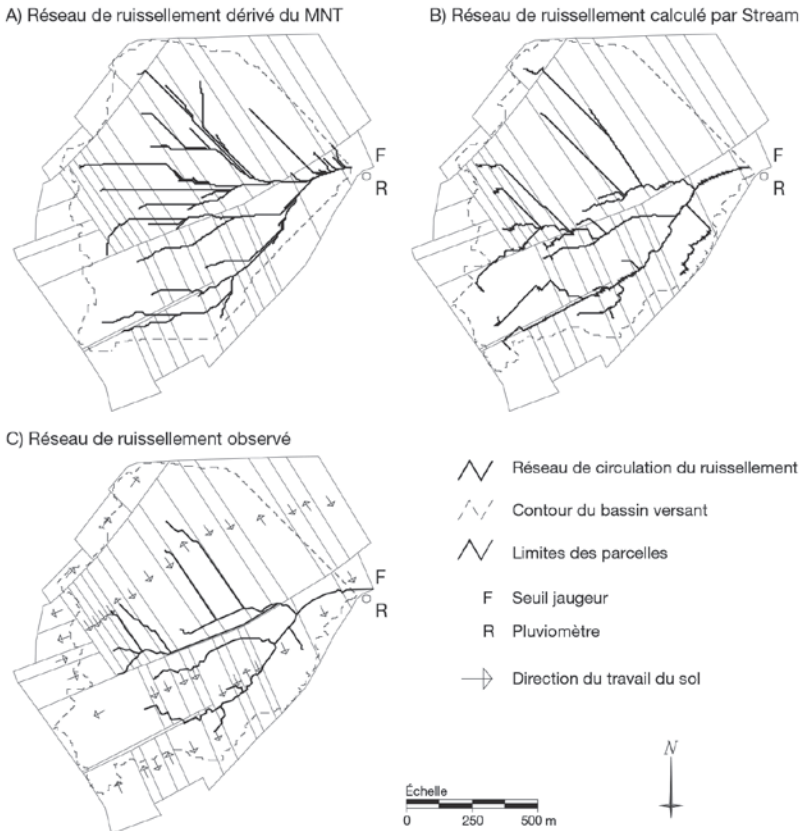 A) Réseau de ruissellement dérivé du MNT
B) Réseau de ruissellement calculé par Stream
F
R
F
R
C) Réseau de ruissellement observé
F
R
Réseau de circulation du ruissellement
Contour du bassin versant
Limites des parcelles
F Seuil jaugeur
R Pluviomètre
Direction du travail du sol
N
Échelle
0 250 500 m